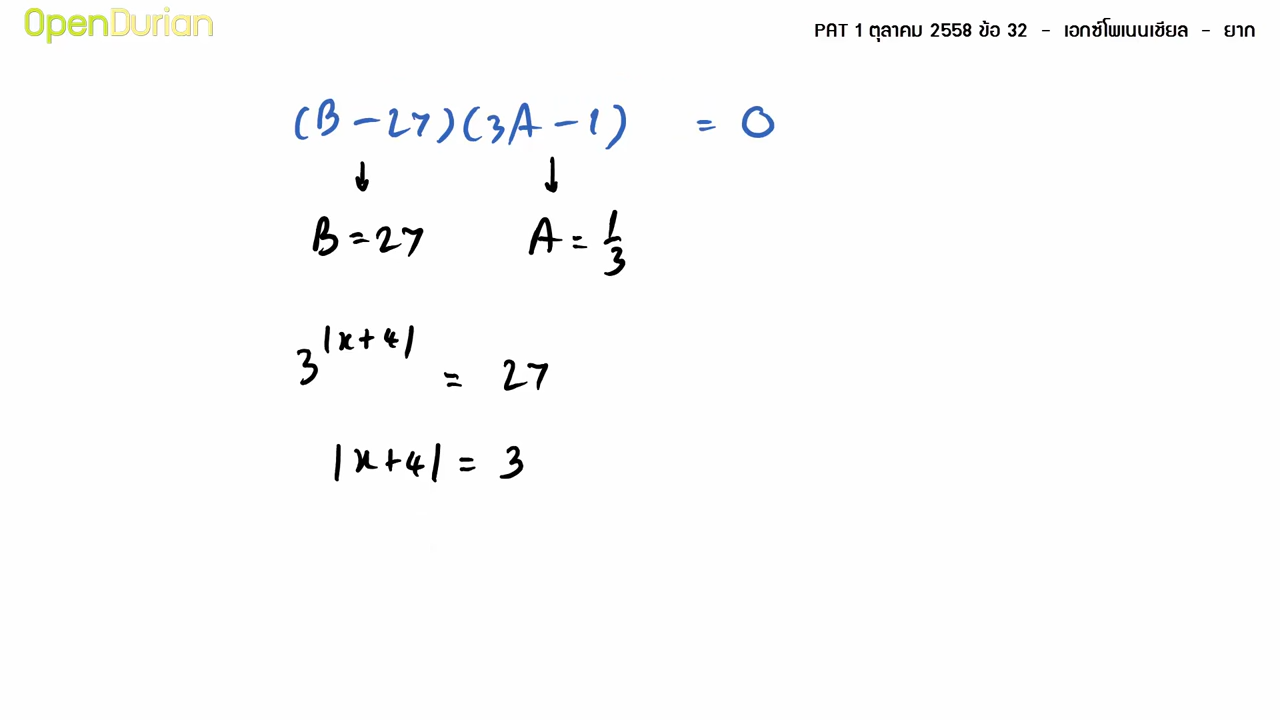 OpenDurian
PAT 1 ตุลาคม 2558 ข้อ 32 - เอกซ์โพเนนเชียล - ยาก
(B-27)(3A-1) = 0
↓ ↓
B=27 A=1/3
3^|x+4| = 27
|x+4| = 3